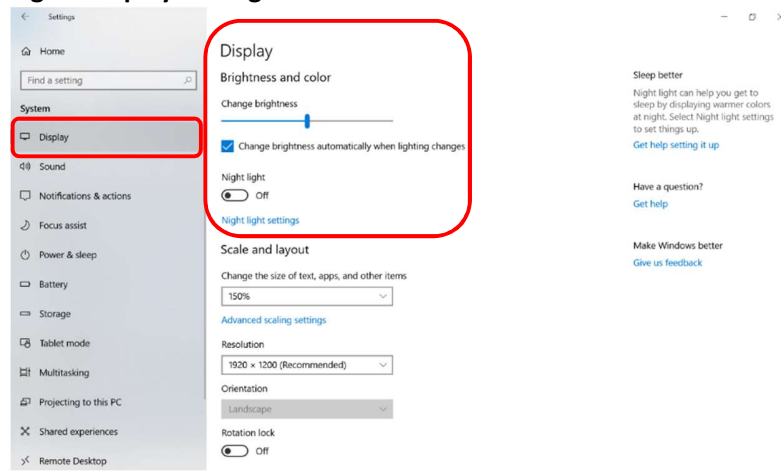 Settings
Home
Find a setting
System
Display
Sound
Notifications & actions
Focus assist
Power & sleep
Battery
Storage
Tablet mode
Multitasking
Projecting to this PC
Shared experiences
Remote Desktop
Display
Brightness and color
Change brightness
Change brightness automatically when lighting changes
Night light
Off
Night light settings
Scale and layout
Change the size of text, apps, and other items
150%
Advanced scaling settings
Resolution
1920 × 1200 (Recommended)
Orientation
Landscape
Rotation lock
Off
Sleep better
Night light can help you get to
sleep by displaying warmer colors
at night. Select Night light settings
to set things up.
Get help setting it up
Have a question?
Get help
Make Windows better
Give us feedback